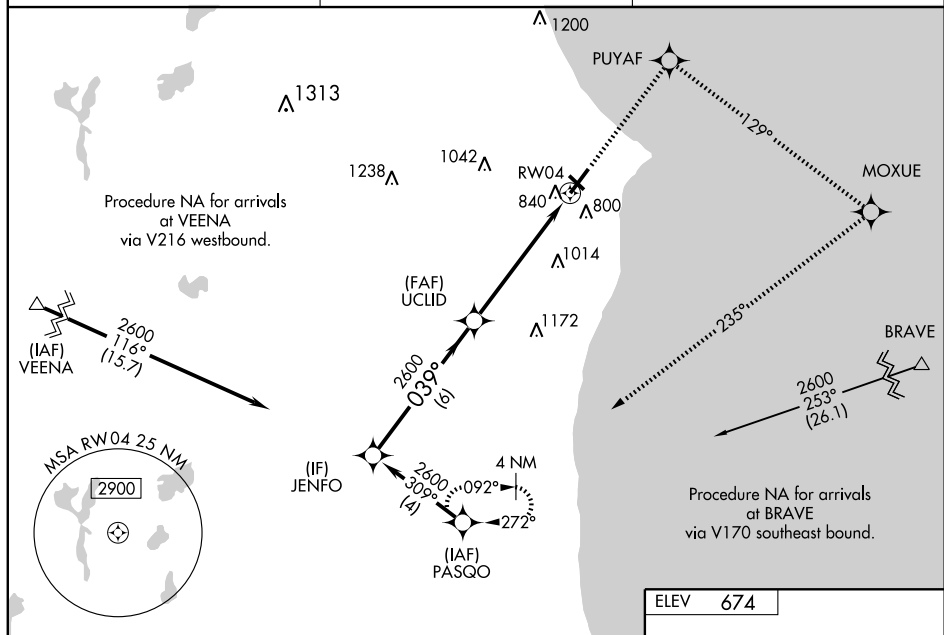 1200
PUYAF
1313
129°
1042
1238
RW04
MOXUE
840
800
Procedure NA for arrivals
at VEENA
via V216 westbound.
1014
(FAF)
UCLID
235°
1172
BRAVE
2600
116°
(15.7)
(IAF)
VEENA
2600
039°
(6)
2600
253°
(26.1)
MSA RW04 25 NM
2900
(IF)
JENFO
2600
309°
(4)
4 NM
092°
272°
(IAF)
PASQO
Procedure NA for arrivals
at BRAVE
via V170 southeast bound.
ELEV 674